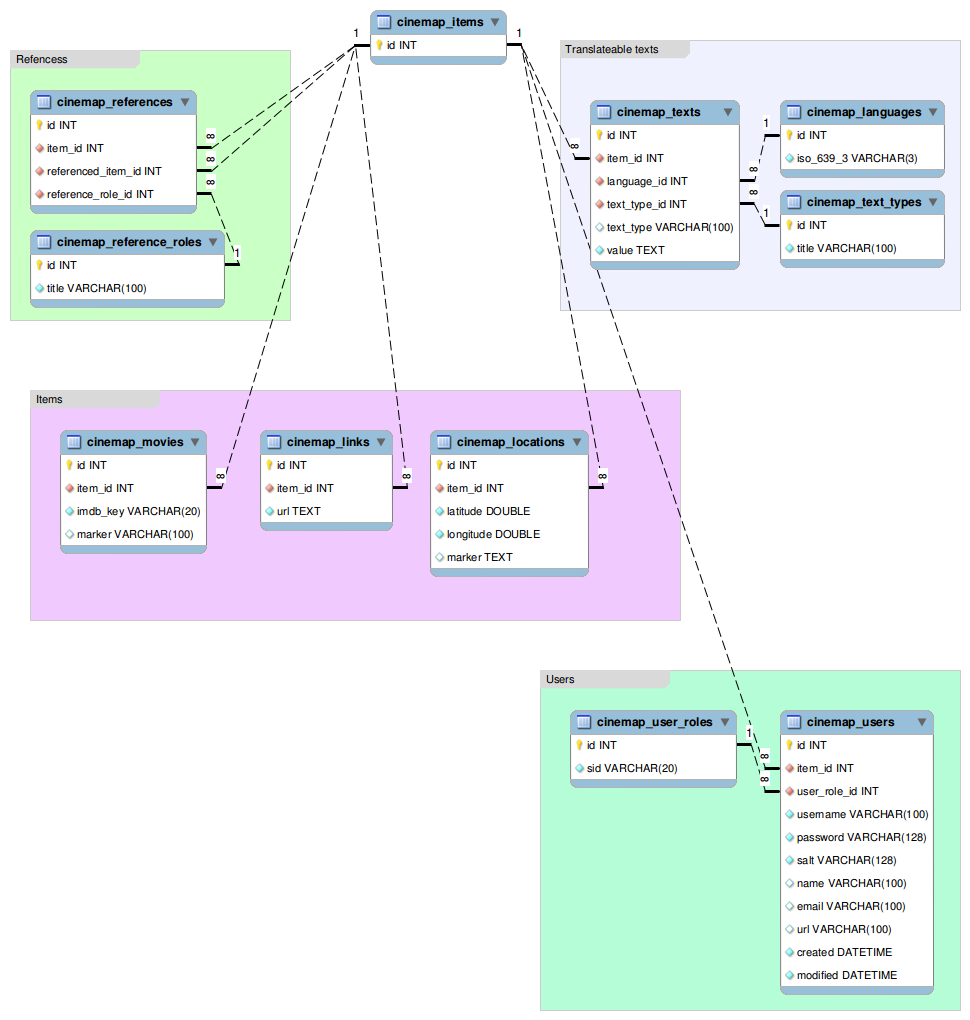 cinemap_items
id INT
1
1
Refencess
cinemap_references
id INT
item_id INT
referenced_item_id INT
reference_role_id INT
∞
∞
∞
cinemap_reference_roles
id INT
title VARCHAR(100)
1
Translateable texts
cinemap_texts
id INT
item_id INT
language_id INT
text_type_id INT
text_type VARCHAR(100)
value TEXT
∞
∞
∞
1
1
cinemap_languages
id INT
iso_639_3 VARCHAR(3)
cinemap_text_types
id INT
title VARCHAR(100)
Items
cinemap_movies
id INT
item_id INT
imdb_key VARCHAR(20)
marker VARCHAR(100)
∞
cinemap_links
id INT
item_id INT
url TEXT
∞
cinemap_locations
id INT
item_id INT
latitude DOUBLE
longitude DOUBLE
marker TEXT
∞
Users
cinemap_user_roles
id INT
sid VARCHAR(20)
1
∞
∞
cinemap_users
id INT
item_id INT
user_role_id INT
username VARCHAR(100)
password VARCHAR(128)
salt VARCHAR(128)
name VARCHAR(100)
email VARCHAR(100)
url VARCHAR(100)
created DATETIME
modified DATETIME